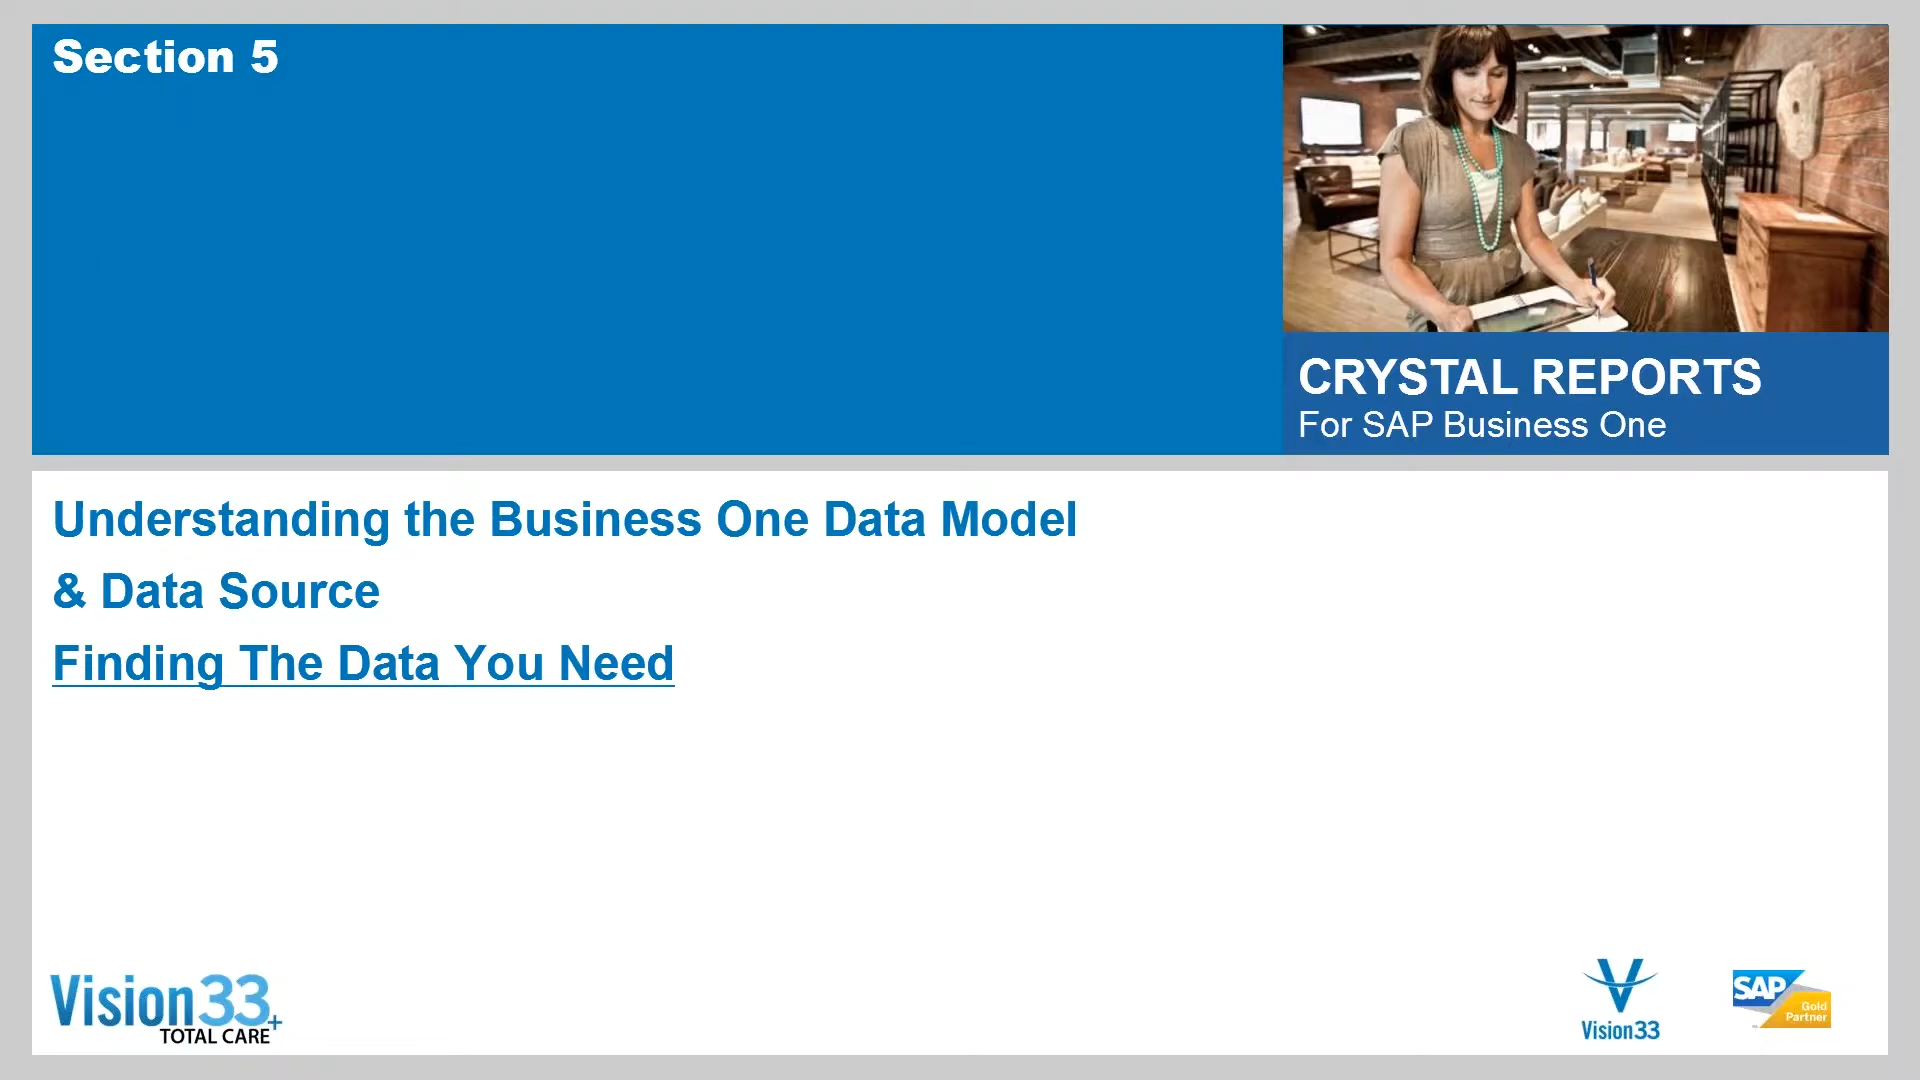 Section 5
CRYSTAL REPORTS
For SAP Business One
Understanding the Business One Data Model
& Data Source
Finding The Data You Need
Vision33+
TOTAL CARE
Vision33
SAP
Gold
Partner